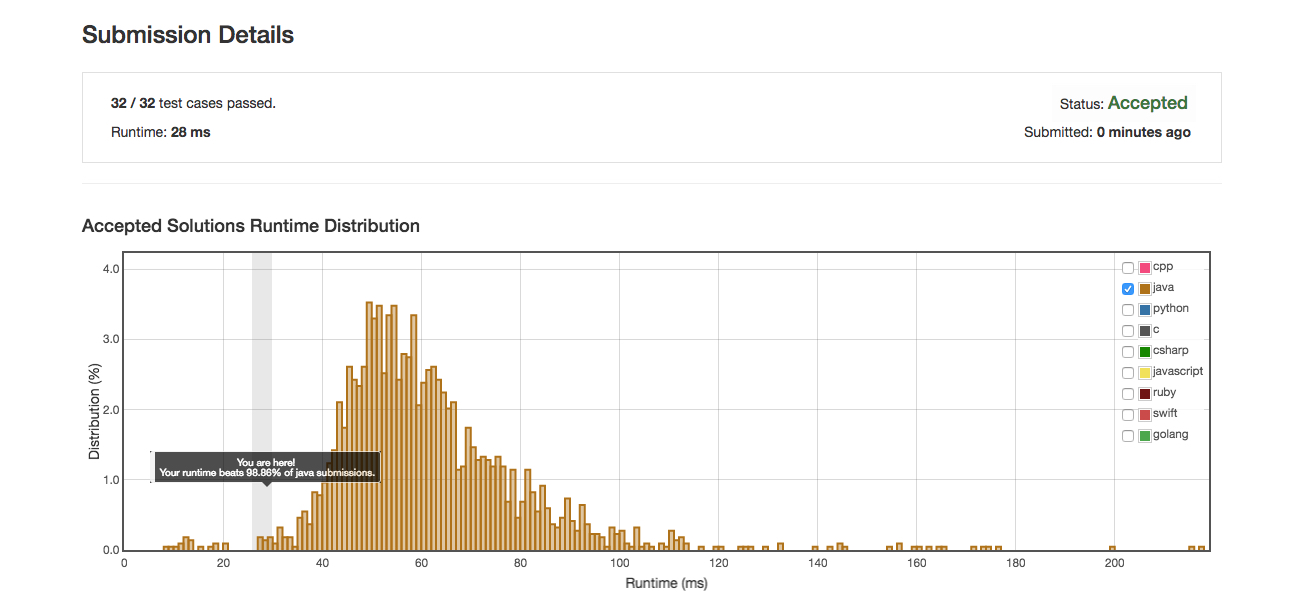 Submission Details
32 / 32 test cases passed.
Status: Accepted
Runtime: 28 ms
Submitted: 0 minutes ago
Accepted Solutions Runtime Distribution
4.0
3.0
2.0
1.0
0.0
Distribution (%)
cpp
java
python
c
csharp
javascript
ruby
swift
golang
You are here!
Your runtime beats 98.86% of java submissions.
0 20 40 60 80 100 120 140 160 180 200
Runtime (ms)